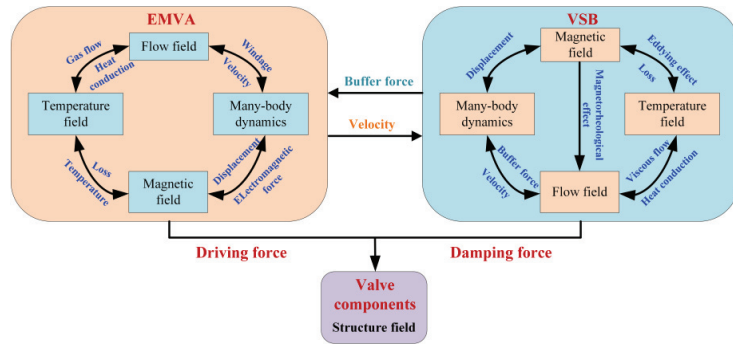 EMVA
Flow field
Gas flow
Heat
conduction
Windage
Velocity
Temperature
field
Many-body
dynamics
Loss
Temperature
Displacement
ELectromagnetic
force
Magnetic
field
Buffer force
Velocity
VSB
Magnetic
field
Displacement
Eddying effect
Loss
Magnetorheological
effect
Many-body
dynamics
Temperature
field
Buffer force
Velocity
Viscous flow
Heat conduction
Flow field
Driving force
Damping force
Valve
components
Structure field